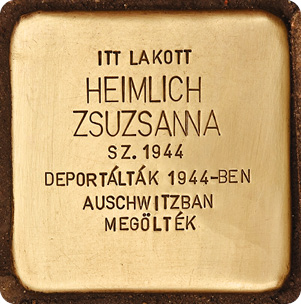 ITT LAKOTT
HEIMLICH
ZSUZSANNA
SZ. 1944
DEPORTÁLTÁK 1944-BEN
AUSCHWITZBAN
MEGÖLTÉK